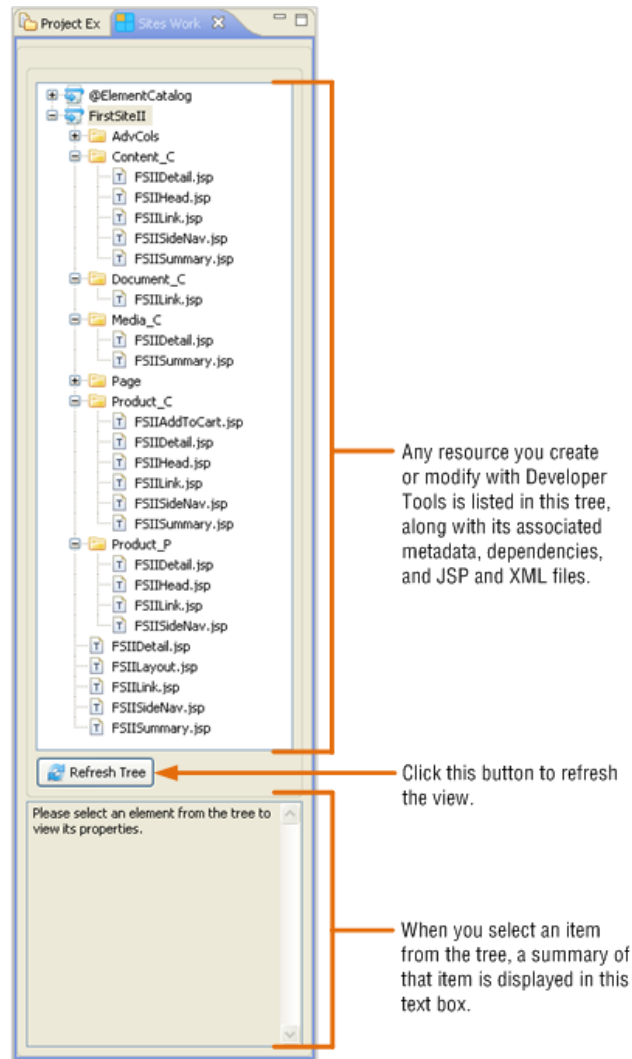 Project Ex
Sites Work
@ElementCatalog
FirstSiteII
AdvCols
Content_C
FSIIDetail.jsp
FSIIHead.jsp
FSIILink.jsp
FSIISideNav.jsp
FSIISummary.jsp
Document_C
FSIILink.jsp
Media_C
FSIIDetail.jsp
FSIISummary.jsp
Page
Product_C
FSIIAddToCart.jsp
FSIIDetail.jsp
FSIIHead.jsp
FSIILink.jsp
FSIISideNav.jsp
FSIISummary.jsp
Product_P
FSIIDetail.jsp
FSIIHead.jsp
FSIILink.jsp
FSIISideNav.jsp
FSIIDetail.jsp
FSIILayout.jsp
FSIILink.jsp
FSIISideNav.jsp
FSIISummary.jsp
Any resource you create
or modify with Developer
Tools is listed in this tree,
along with its associated
metadata, dependencies,
and JSP and XML files.
Refresh Tree
Click this button to refresh
the view.
Please select an element from the tree to
view its properties.
When you select an item
from the tree, a summary of
that item is displayed in this
text box.